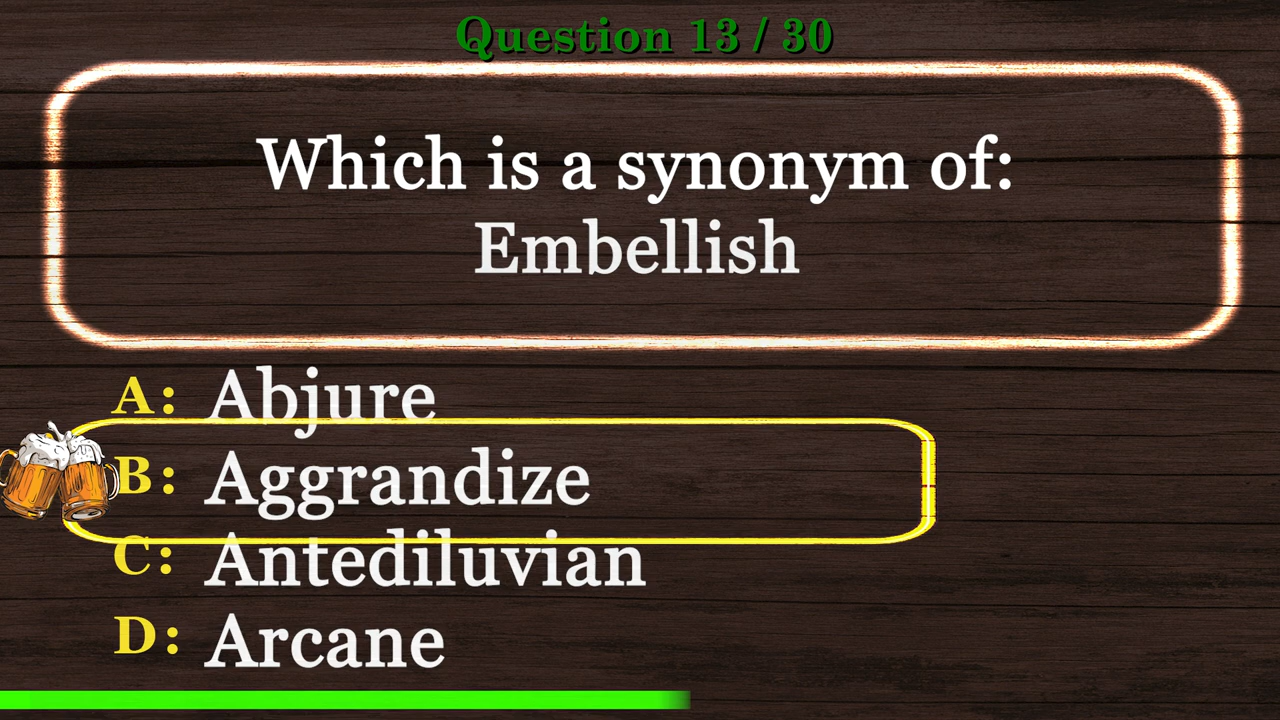 Question 13 / 30
Which is a synonym of:
Embellish
A: Abjure
B: Aggrandize
C: Antediluvian
D: Arcane